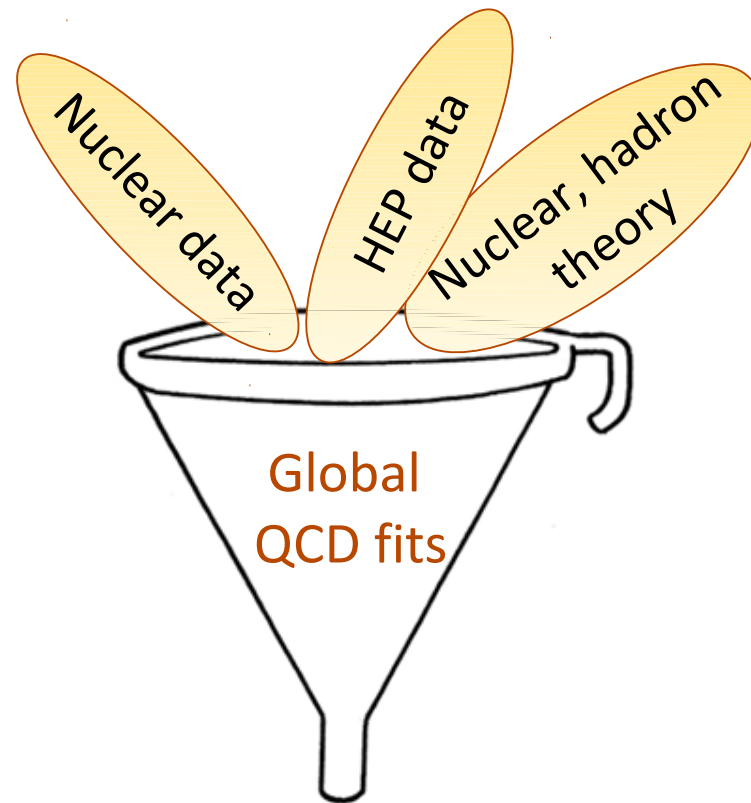 Nuclear data
HEP data
Nuclear, hadron
theory
Global
QCD fits